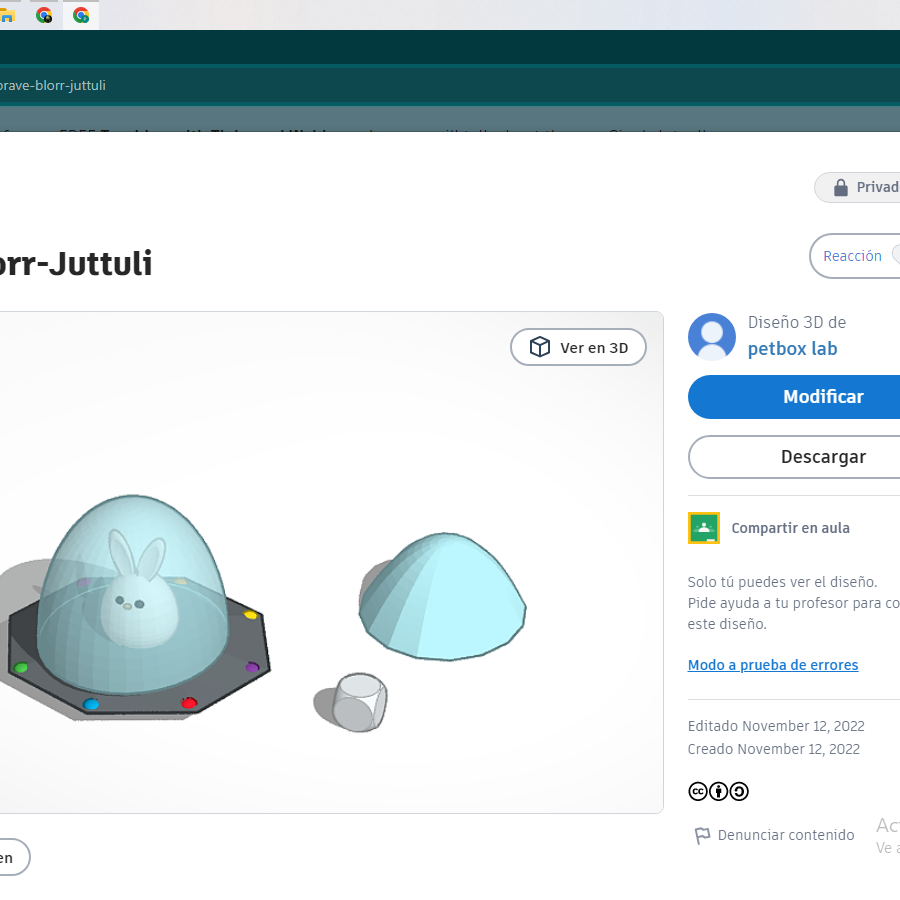 brave-blorr-juttuli
Privad
orr-Juttuli
Reacción
Ver en 3D
Diseño 3D de
petbox lab
Modificar
Descargar
Compartir en aula
Solo tú puedes ver el diseño.
Pide ayuda a tu profesor para co
este diseño.
Modo a prueba de errores
Editado November 12, 2022
Creado November 12, 2022
cc
Denunciar contenido
Act
Ve a
en